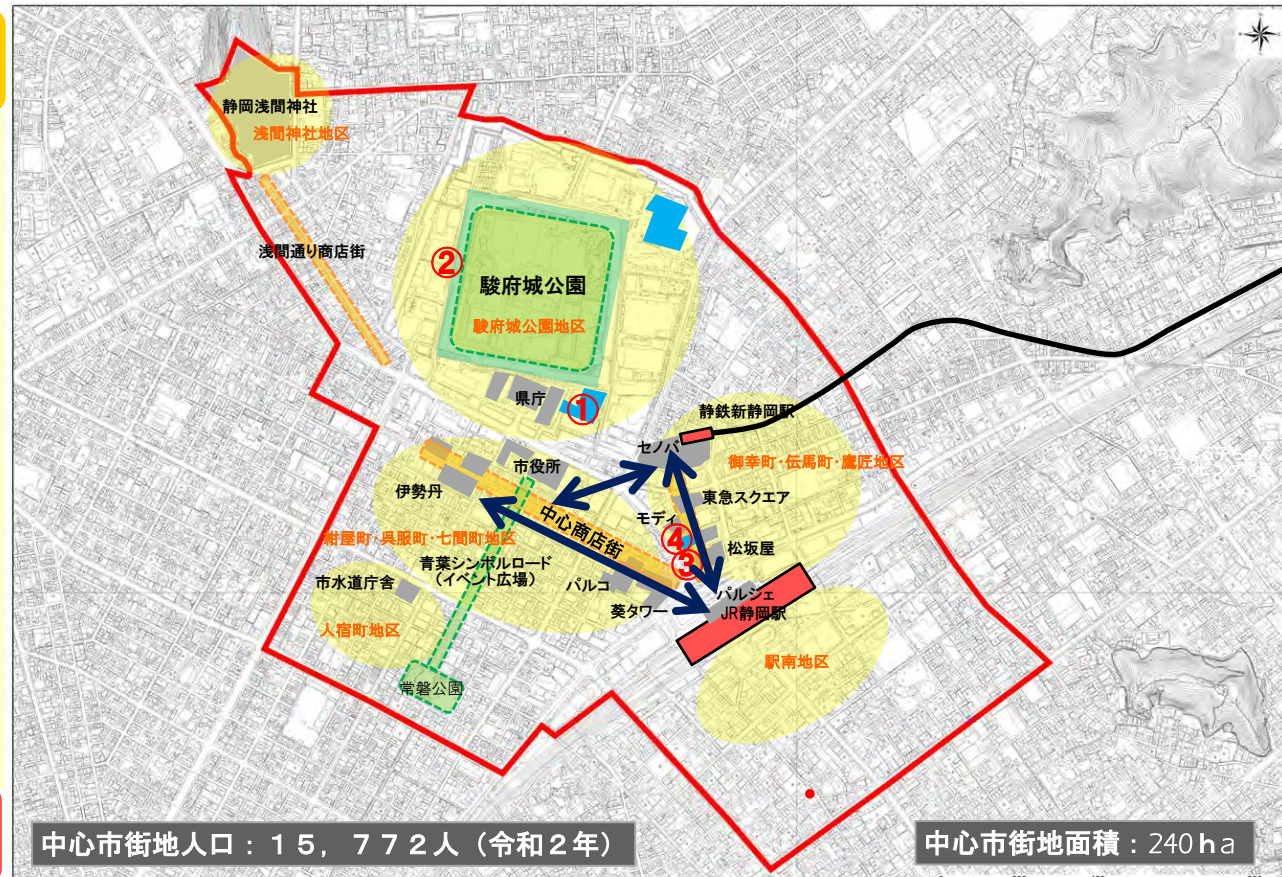 静岡浅間神社
浅間神社地区
浅間通り商店街
②
駿府城公園
駿府城公園地区
県庁
①
静鉄新静岡駅
セノバ
御幸町・伝馬町・鷹匠地区
市役所
伊勢丹
東急スクエア
中心商店街
モディ
④
紺屋町・呉服町・七間町地区
松坂屋
③
青葉シンボルロード
(イベント広場)
パルコ
市水道庁舎
パルシェ
葵タワー
JR静岡駅
人宿町地区
駅南地区
常磐公園
中心市街地人口：１５，７７２人（令和２年）
中心市街地面積：240ｈa